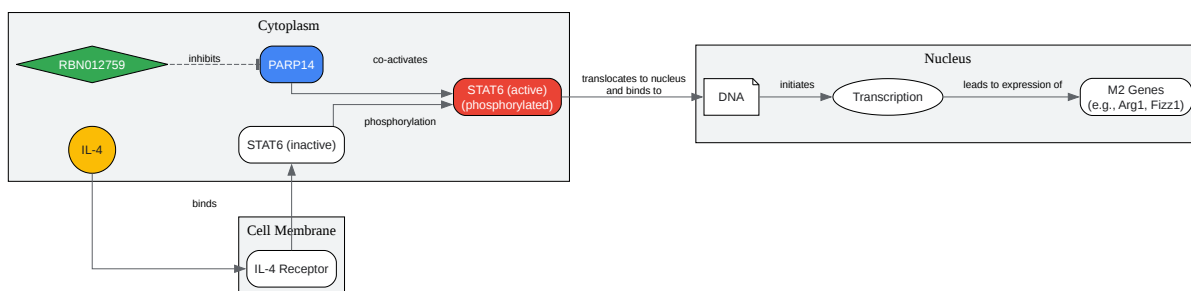 Cytoplasm
RBN012759
inhibits
PARP14
co-activates
STAT6 (active)
(phosphorylated)
phosphorylation
STAT6 (inactive)
IL-4
binds
Cell Membrane
IL-4 Receptor
translocates to nucleus
and binds to
Nucleus
DNA
initiates
Transcription
leads to expression of
M2 Genes
(e.g., Arg1, Fizz1)